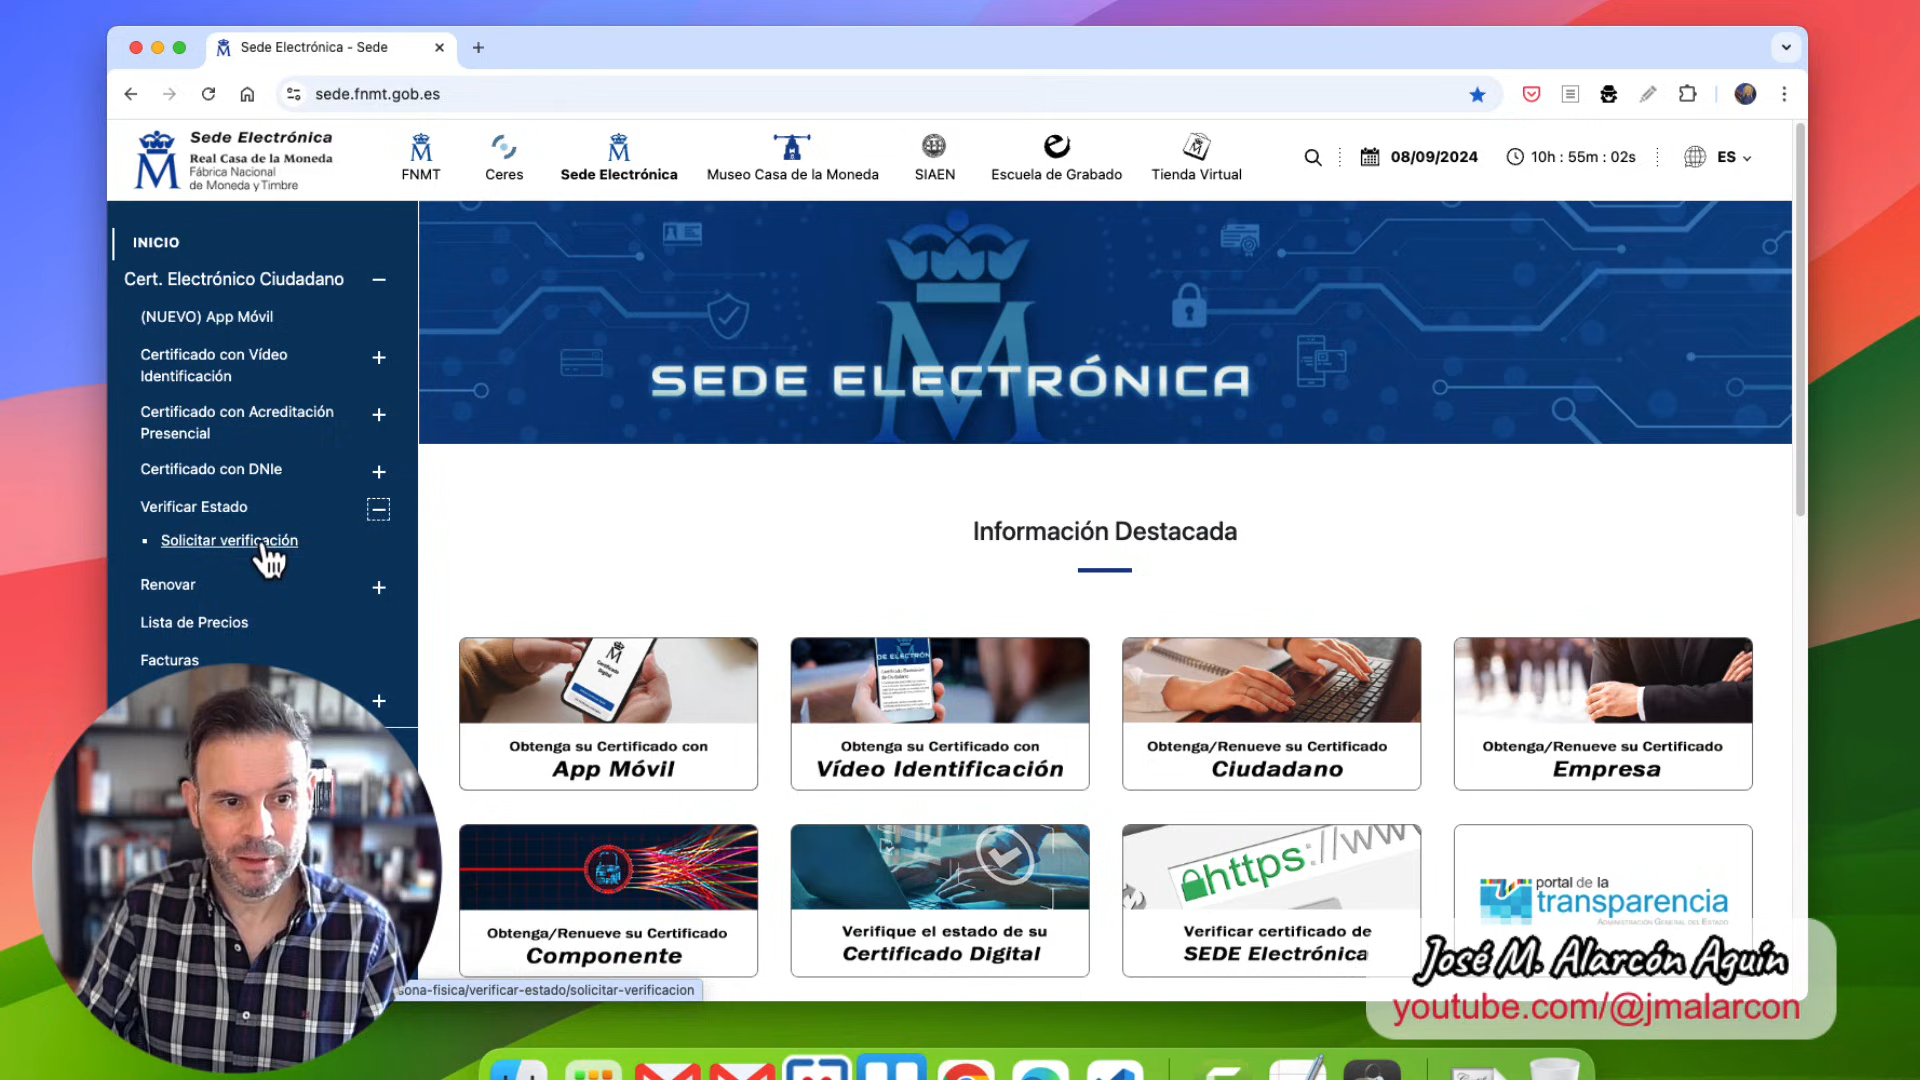 Sede Electrónica - Sede
sede.fnmt.gob.es
Sede Electrónica
Real Casa de la Moneda
Fábrica Nacional
de Moneda y Timbre
FNMT
Ceres
Sede Electrónica
Museo Casa de la Moneda
SIAEN
Escuela de Grabado
Tienda Virtual
08/09/2024
10h : 55m : 02s
ES
INICIO
Cert. Electrónico Ciudadano
(NUEVO) App Móvil
Certificado con Vídeo
Identificación
Certificado con Acreditación
Presencial
Certificado con DNIe
Verificar Estado
Solicitar verificación
Renovar
Lista de Precios
Facturas
SEDE ELECTRÓNICA
Información Destacada
Certificado
Digital
Obtenga su Certificado con
App Móvil
DE ELECTRÓN
Obtenga su Certificado con
Vídeo Identificación
Obtenga/Renueve su Certificado
Ciudadano
Obtenga/Renueve su Certificado
Empresa
Obtenga/Renueve su Certificado
Componente
Verifique el estado de su
Certificado Digital
https://ww
Verificar certificado de
SEDE Electrónica
portal de la
transparencia
ADMINISTRACIÓN GENERAL DEL ESTADO
sona-fisica/verificar-estado/solicitar-verificacion
José M. Alarcón Aguín
youtube.com/@jmalarcon